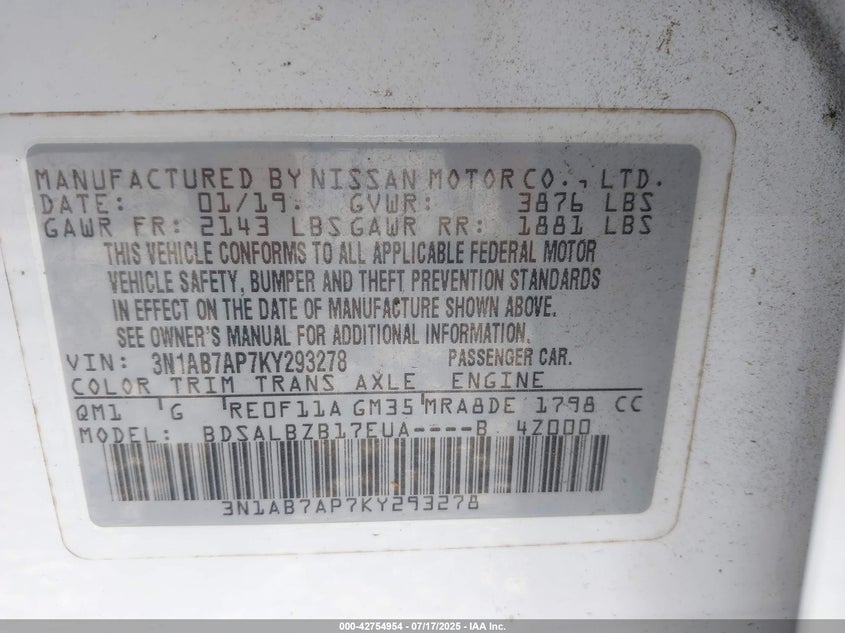 MANUFACTURED BY NISSAN MOTOR CO., LTD.
DATE: 01/19 GVWR: 3876 LBS
GAWR FR: 2143 LBS GAWR RR: 1881 LBS
THIS VEHICLE CONFORMS TO ALL APPLICABLE FEDERAL MOTOR
VEHICLE SAFETY, BUMPER AND THEFT PREVENTION STANDARDS
IN EFFECT ON THE DATE OF MANUFACTURE SHOWN ABOVE.
SEE OWNER'S MANUAL FOR ADDITIONAL INFORMATION.
VIN: 3N1AB7AP7KY293278 PASSENGER CAR.
COLOR TRIM TRANS AXLE ENGINE
QM1 G RE0F11A GM35 MRA8DE 1798 CC
MODEL: BDSALBZB17EUA----B 4Z000
3N1AB7AP7KY293278
000-42754954 | 07/17/2025 - IAA Inc.